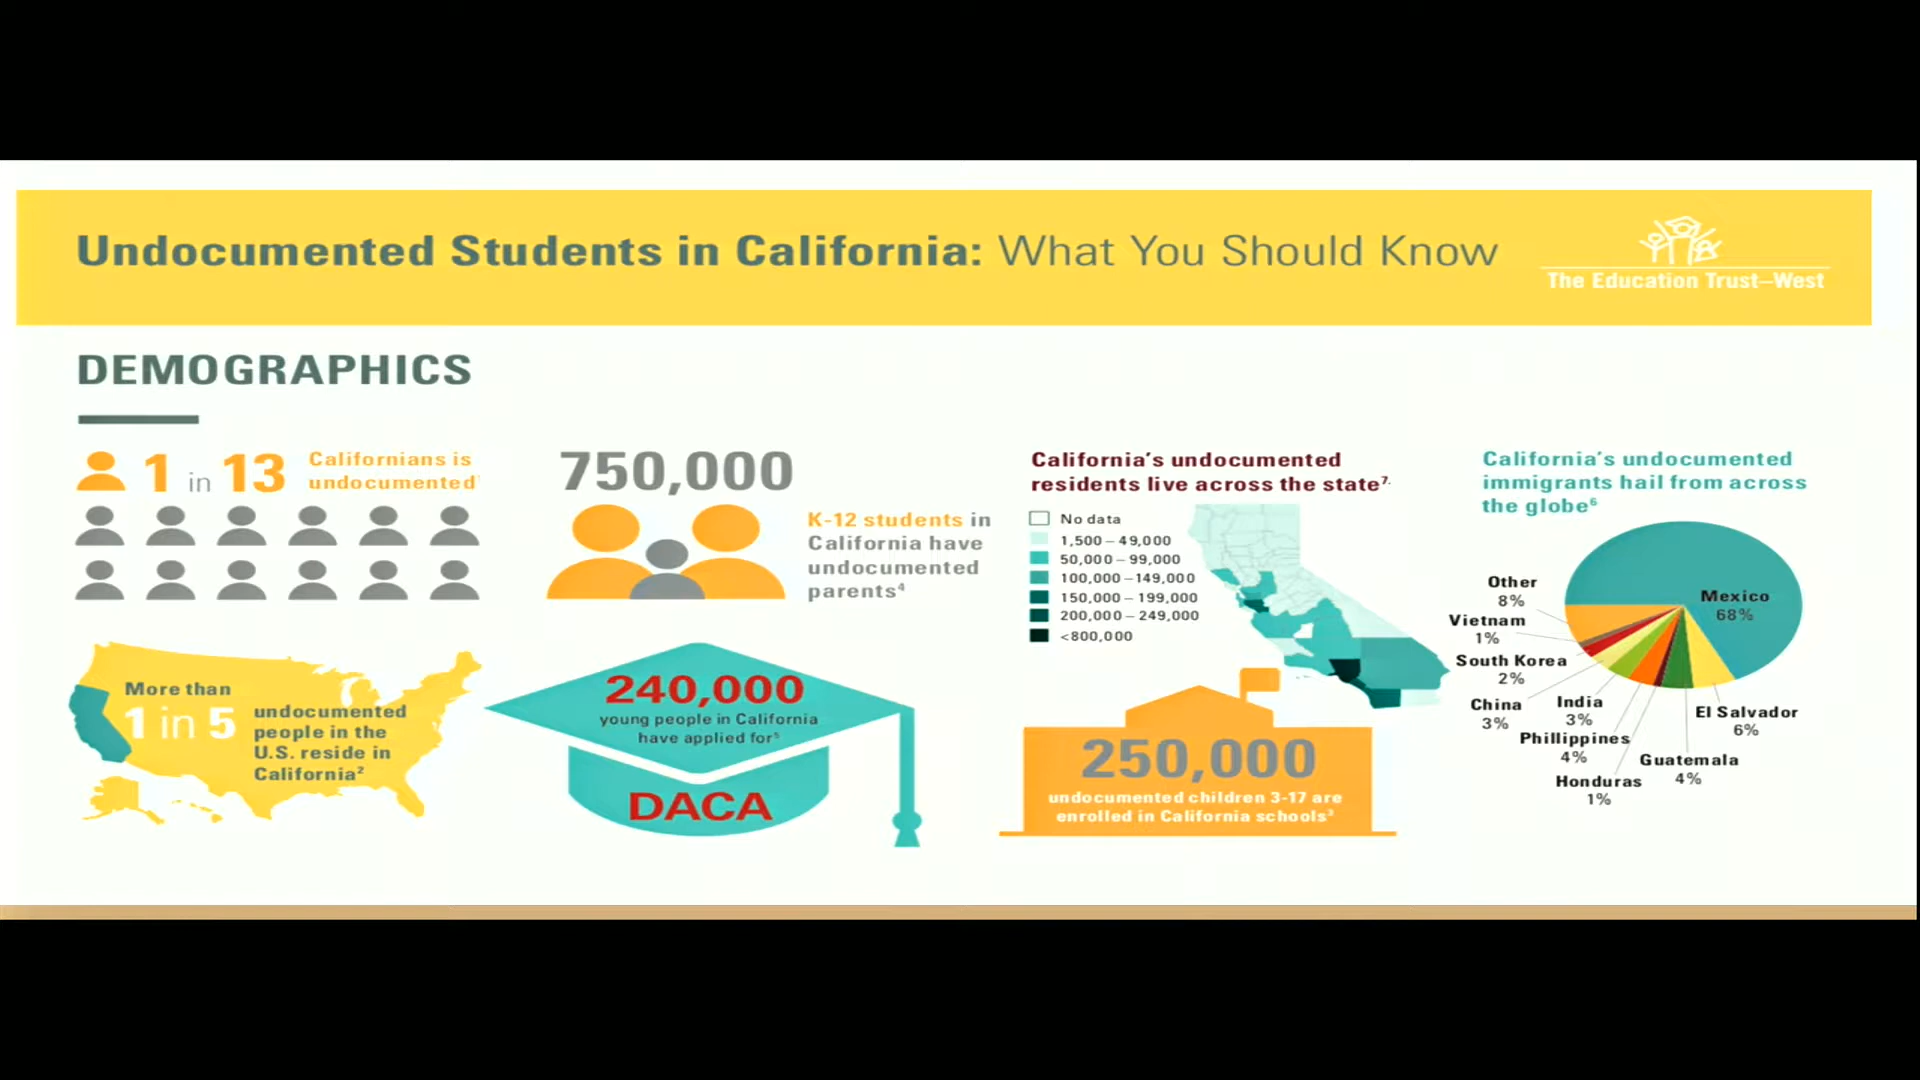 Undocumented Students in California: What You Should Know
The Education Trust—West
DEMOGRAPHICS
1 in 13
Californians is
undocumented¹
750,000
K-12 students in
California have
undocumented
parents⁴
California's undocumented
residents live across the state⁷·
No data
1,500 – 49,000
50,000 – 99,000
100,000 – 149,000
150,000 – 199,000
200,000 – 249,000
<800,000
California's undocumented
immigrants hail from across
the globe⁶
Mexico
68%
Other
8%
Vietnam
1%
South Korea
2%
China
3%
India
3%
Phillippines
4%
Honduras
1%
Guatemala
4%
El Salvador
6%
More than
1 in 5
undocumented
people in the
U.S. reside in
California²
240,000
young people in California
have applied for⁵
DACA
250,000
undocumented children 3-17 are
enrolled in California schools³